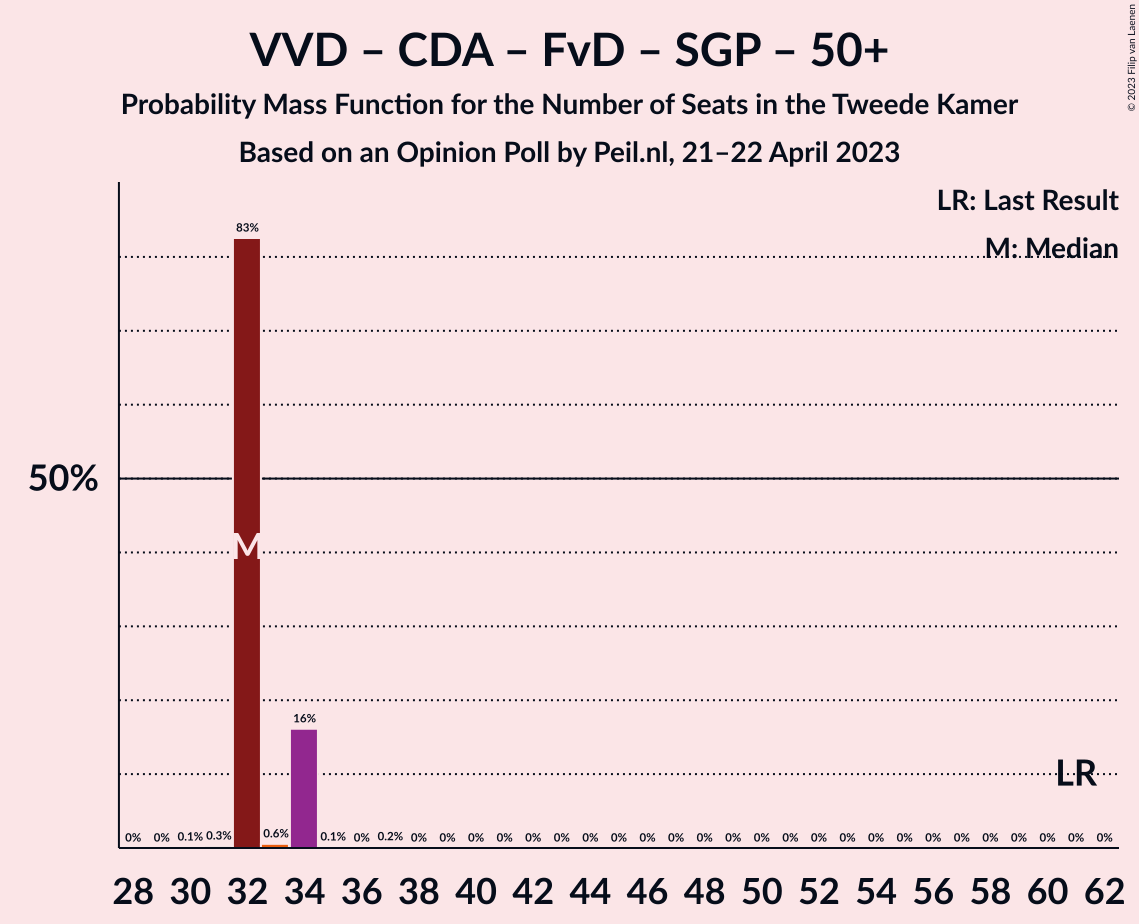 VVD – CDA – FvD – SGP – 50+
Probability Mass Function for the Number of Seats in the Tweede Kamer
Based on an Opinion Poll by Peil.nl, 21–22 April 2023
© 2023 Filip van Laenen
LR: Last Result
M: Median
83%
50%
M
16%
LR
0% 0% 0.1% 0.3% 0.6% 0.1% 0% 0.2% 0% 0% 0% 0% 0% 0% 0% 0% 0% 0% 0% 0% 0% 0% 0% 0% 0% 0% 0% 0% 0% 0% 0% 0% 0%
28 30 32 34 36 38 40 42 44 46 48 50 52 54 56 58 60 62